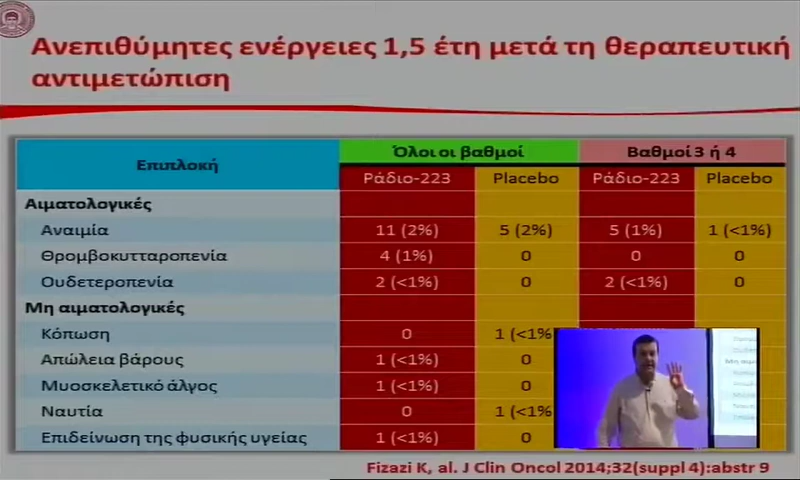 Ανεπιθύμητες ενέργειες 1,5 έτη μετά τη θεραπευτική
αντιμετώπιση
Επιπλοκή Όλοι οι βαθμοί Βαθμοί 3 ή 4
Ράδιο-223 Placebo Ράδιο-223 Placebo
Αιματολογικές
Αναιμία 11 (2%) 5 (2%) 5 (1%) 1 (<1%)
Θρομβοκυτταροπενία 4 (1%) 0 0 0
Ουδετεροπενία 2 (<1%) 0 2 (<1%) 0
Μη αιματολογικές
Κόπωση 0 1 (<1%
Απώλεια βάρους 1 (<1%) 0
Μυοσκελετικό άλγος 1 (<1%) 0
Ναυτία 0 1 (<1%
Επιδείνωση της φυσικής υγείας 1 (<1%) 0
Fizazi K, al. J Clin Oncol 2014;32(suppl 4):abstr 9